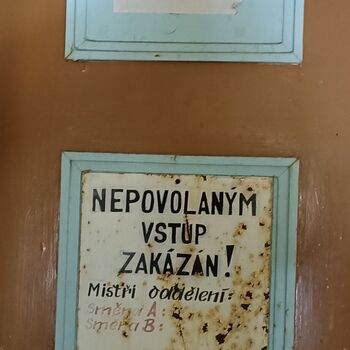 NEPOVOLANÝM
VSTUP
ZAKÁZÁN!
Mistři oddělení:
Směna A:
Směna B: